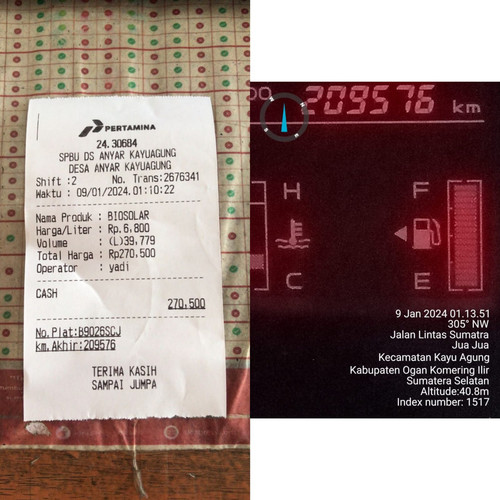 PERTAMINA
24.30684
SPBU DS ANYAR KAYUAGUNG
DESA ANYAR KAYUAGUNG
Shift :2 No. Trans:2676341
Waktu : 09/01/2024.01:10:22
Nama Produk : BIOSOLAR
Harga/Liter : Rp.6,800
Volume : (L)39,779
Total Harga : Rp270,500
Operator : yadi
CASH
270,500
No.Plat:B9026SCJ
km.Akhir:209576
TERIMA KASIH
SAMPAI JUMPA
209576 km
H F
C E
9 Jan 2024 01.13.51
305° NW
Jalan Lintas Sumatra
Jua Jua
Kecamatan Kayu Agung
Kabupaten Ogan Komering Ilir
Sumatera Selatan
Altitude:40.8m
Index number: 1517